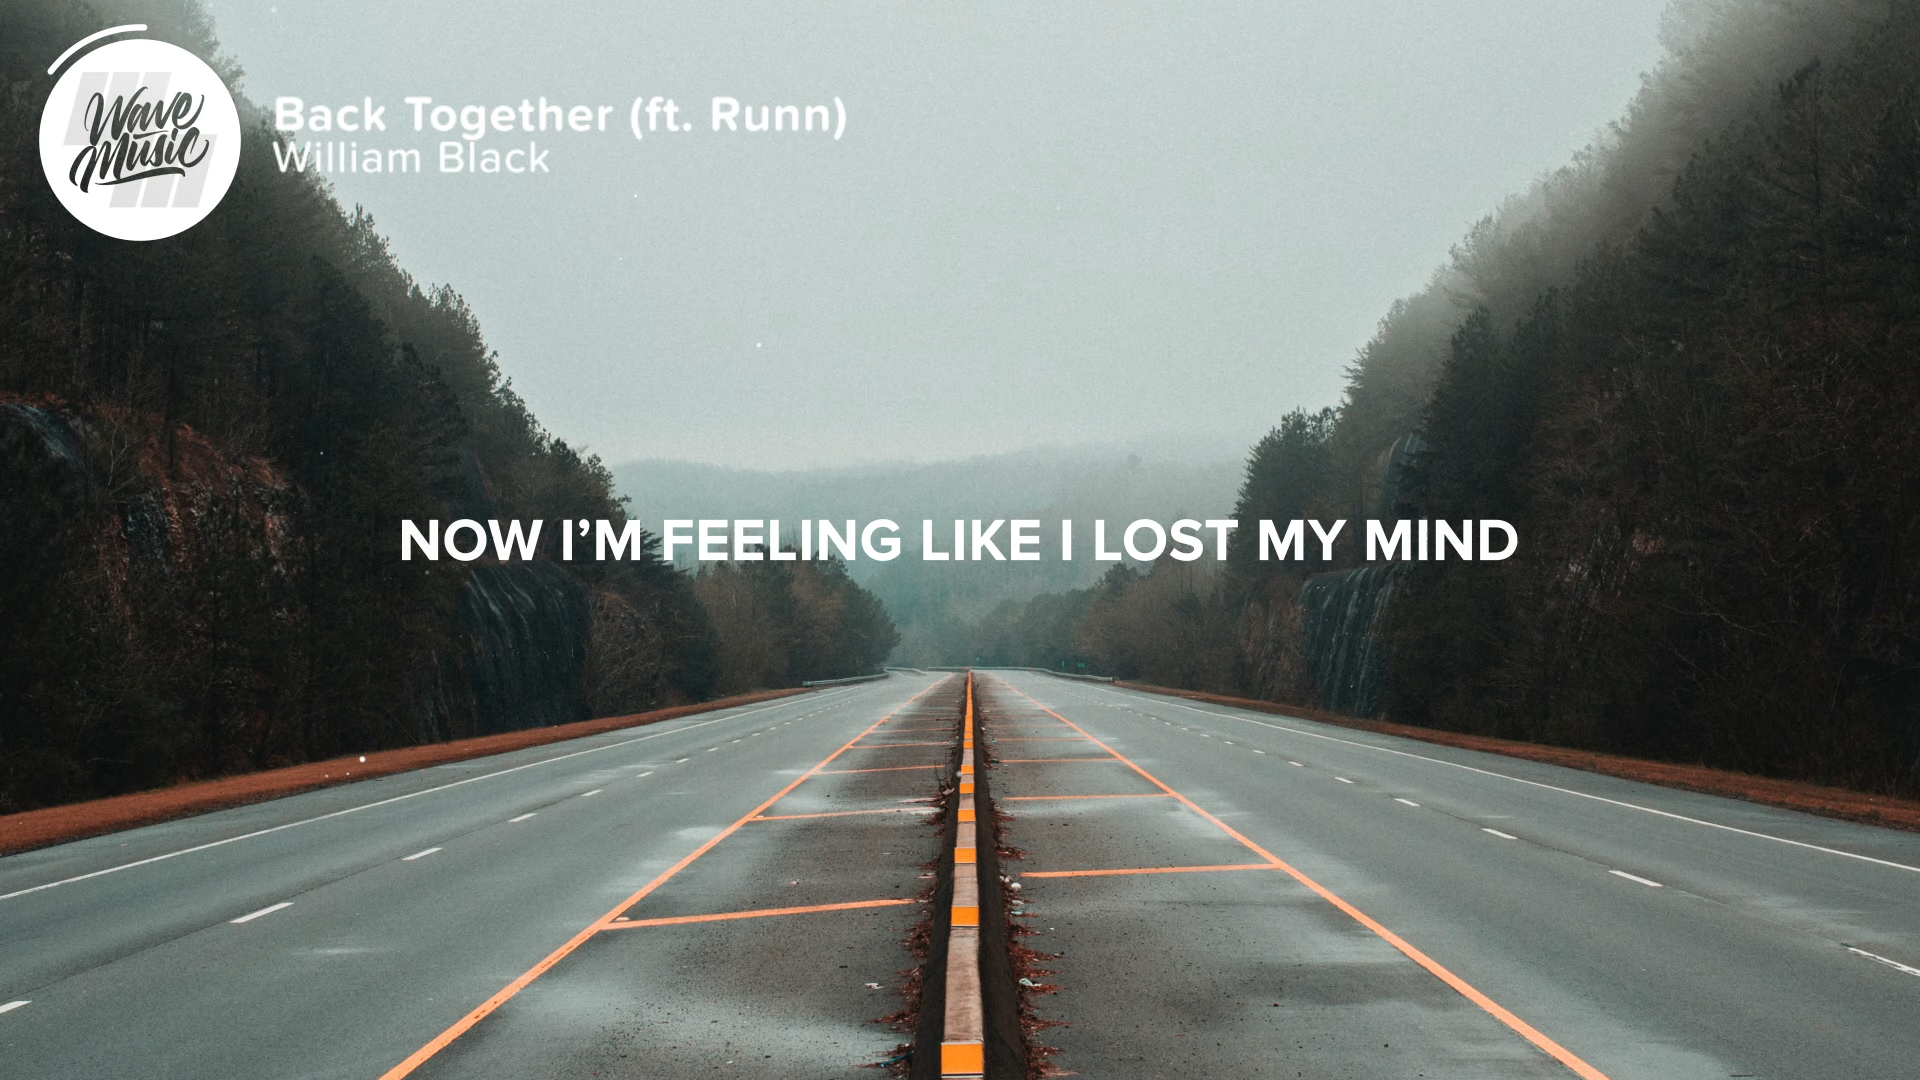 Wave
Music
Back Together (ft. Runn)
William Black
NOW I’M FEELING LIKE I LOST MY MIND